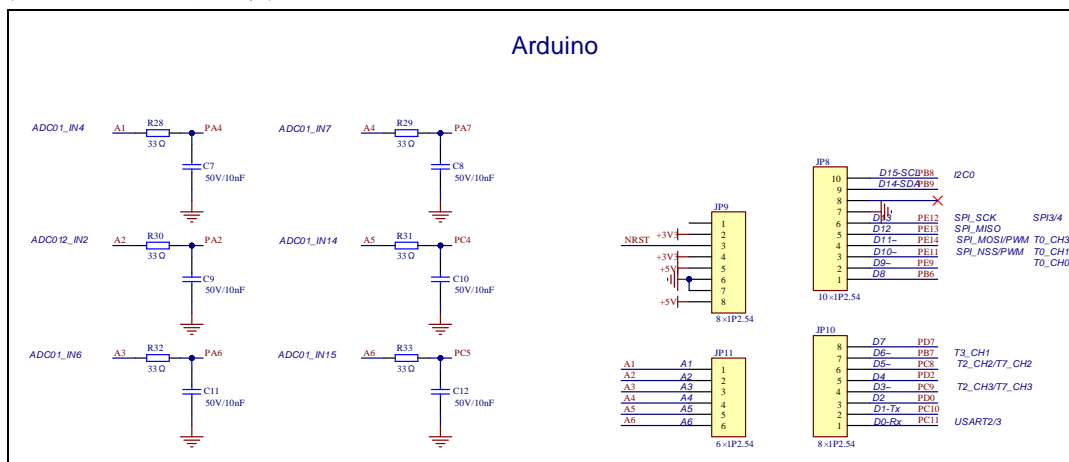 Arduino
ADC01_IN4 A1 R28 33Ω PA4 C7 50V/10nF
ADC01_IN7 A4 R29 33Ω PA7 C8 50V/10nF
ADC012_IN2 A2 R30 33Ω PA2 C9 50V/10nF
ADC01_IN14 A5 R31 33Ω PC4 C10 50V/10nF
ADC01_IN6 A3 R32 33Ω PA6 C11 50V/10nF
ADC01_IN15 A6 R33 33Ω PC5 C12 50V/10nF
JP9
1
+3V3 2
NRST 3
+3V3 4
+5V 5
6
7
+5V 8
8×1P2.54
JP11
A1 A1 1
A2 A2 2
A3 A3 3
A4 A4 4
A5 A5 5
A6 A6 6
6×1P2.54
JP8
10 D15-SCL PB8 I2C0
9 D14-SDA PB9
8
7
6 D13 PE12 SPI_SCK SPI3/4
5 D12 PE13 SPI_MISO
4 D11~ PE14 SPI_MOSI/PWM T0_CH3
3 D10~ PE11 SPI_NSS/PWM T0_CH1
2 D9~ PE9 T0_CH0
1 D8 PB6
10×1P2.54
JP10
8 D7 PD7
7 D6~ PB7 T3_CH1
6 D5~ PC8 T2_CH2/T7_CH2
5 D4 PD2
4 D3~ PC9 T2_CH3/T7_CH3
3 D2 PD0
2 D1-Tx PC10
1 D0-Rx PC11 USART2/3
8×1P2.54